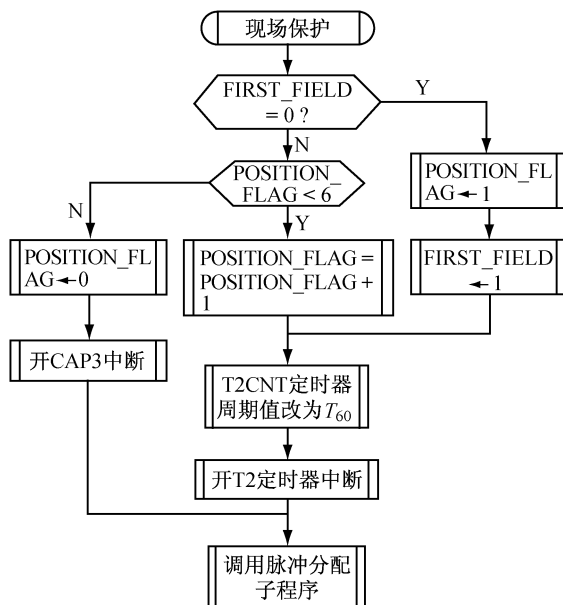 现场保护
FIRST_FIELD
= 0 ?
Y
N
POSITION_
FLAG < 6
N
Y
POSITION_FL
AG←1
POSITION_FL
AG←0
POSITION_FLAG =
POSITION_FLAG +
1
FIRST_FIELD
←1
开CAP3中断
T2CNT定时器
周期值改为T60
开T2定时器中断
调用脉冲分配
子程序